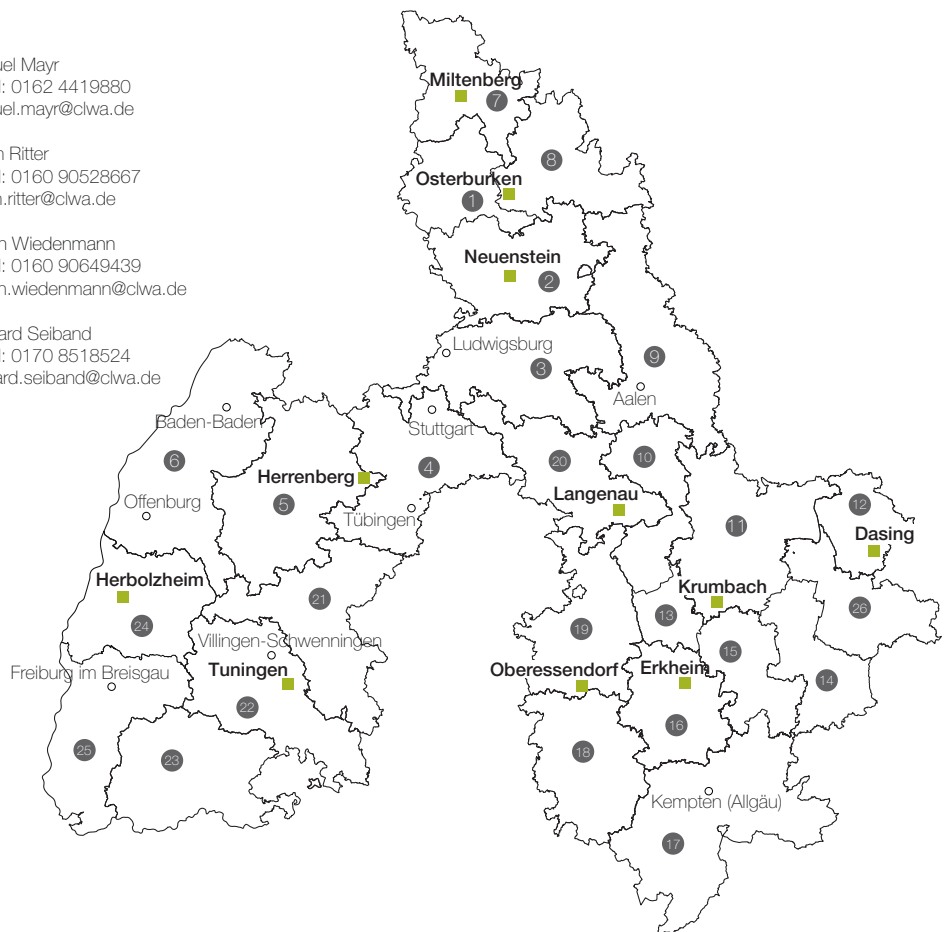 uel Mayr
l: 0162 4419880
uel.mayr@clwa.de
n Ritter
l: 0160 90528667
n.ritter@clwa.de
n Wiedenmann
l: 0160 90649439
n.wiedenmann@clwa.de
ard Seiband
l: 0170 8518524
ard.seiband@clwa.de
Miltenberg
7
8
Osterburken
1
Neuenstein
2
Ludwigsburg
3
9
Aalen
Baden-Baden
Stuttgart
6
4
20
10
Herrenberg
5
Offenburg
Tübingen
Langenau
11
12
Dasing
Herbolzheim
24
21
Krumbach
13
26
19
Villingen-Schwenningen
15
Freiburg im Breisgau
Tuningen
22
Oberessendorf
Erkheim
14
16
25
23
18
Kempten (Allgäu)
17